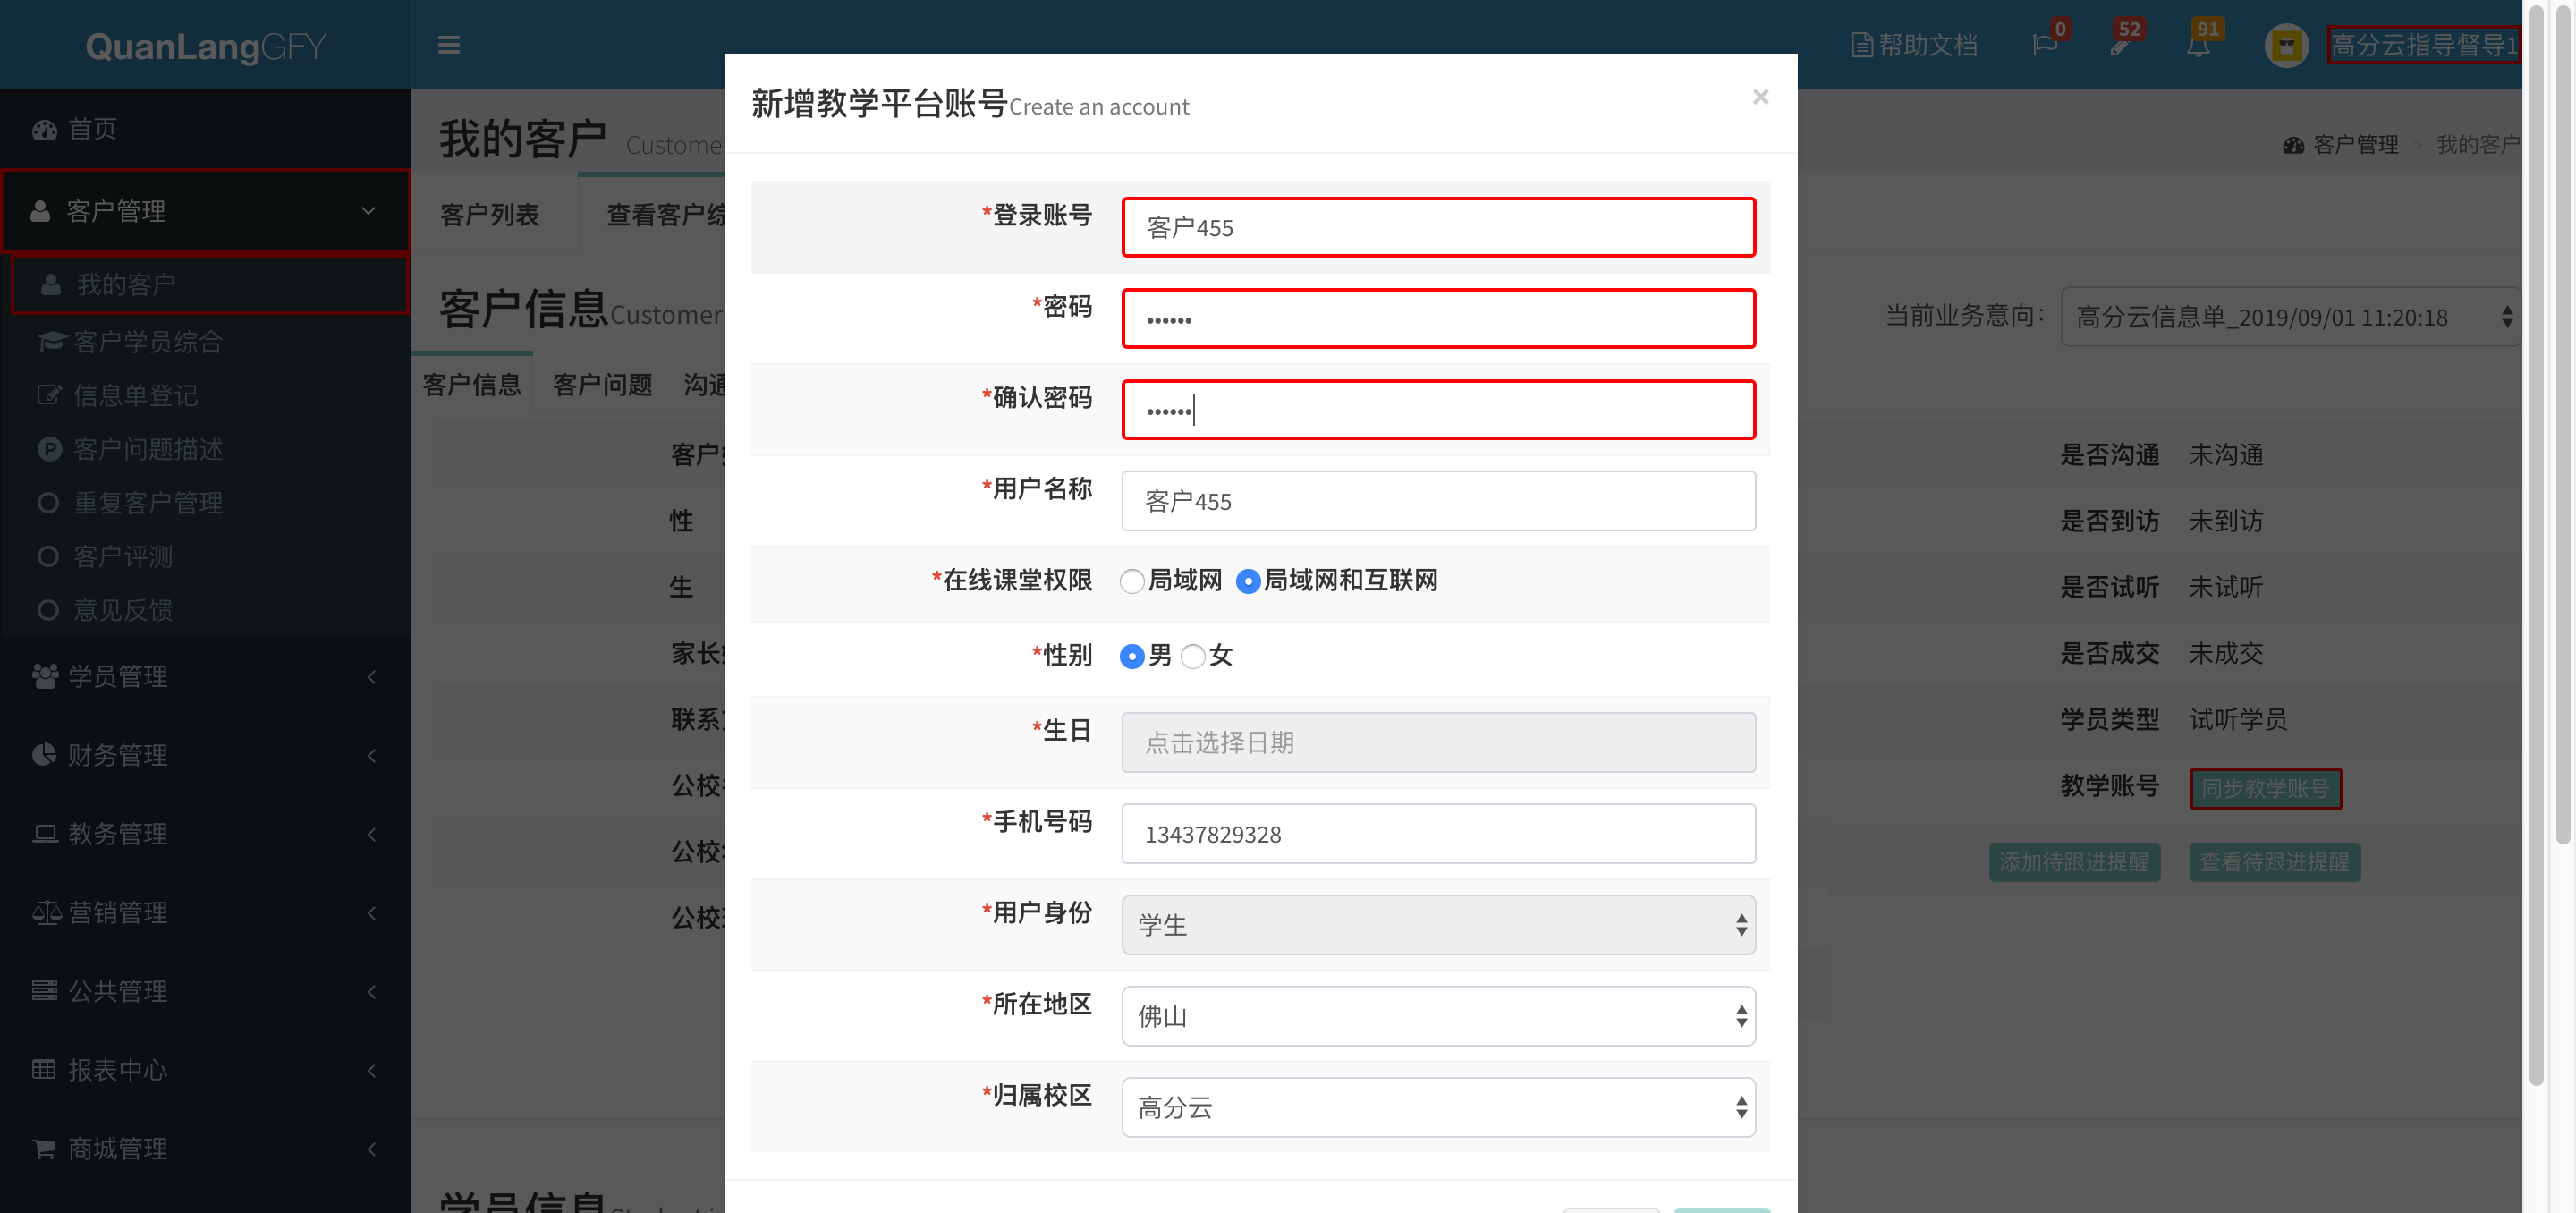 QuanLangGFY
帮助文档
0
52
91
高分云指导督导1
首页
客户管理
我的客户
客户学员综合
信息单登记
客户问题描述
重复客户管理
客户评测
意见反馈
学员管理
财务管理
教务管理
营销管理
公共管理
报表中心
商城管理
我的客户 Custome
客户管理 > 我的客户
客户列表
查看客户综
客户信息Customer
当前业务意向:
高分云信息单_2019/09/01 11:20:18
客户信息
客户问题
沟通
客户
性
生
家长
联系
公校
公校
公校
新增教学平台账号Create an account
×
*登录账号
客户455
*密码
••••••
*确认密码
••••••
*用户名称
客户455
*在线课堂权限
局域网
局域网和互联网
*性别
男
女
*生日
点击选择日期
*手机号码
13437829328
*用户身份
学生
*所在地区
佛山
*归属校区
高分云
是否沟通 未沟通
是否到访 未到访
是否试听 未试听
是否成交 未成交
学员类型 试听学员
教学账号 同步教学账号
添加待跟进提醒
查看待跟进提醒
学员信息